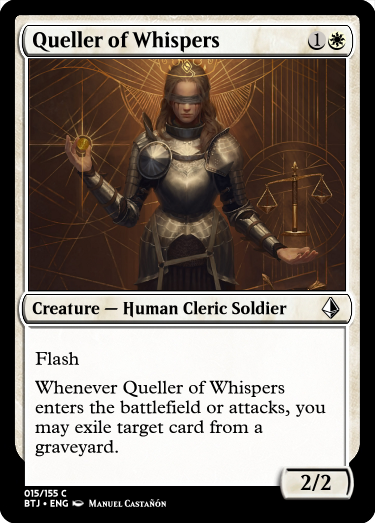 Queller of Whispers 1
Creature — Human Cleric Soldier
Flash
Whenever Queller of Whispers
enters the battlefield or attacks, you
may exile target card from a
graveyard.
2/2
015/155 C
BTJ • ENG Manuel Castañón